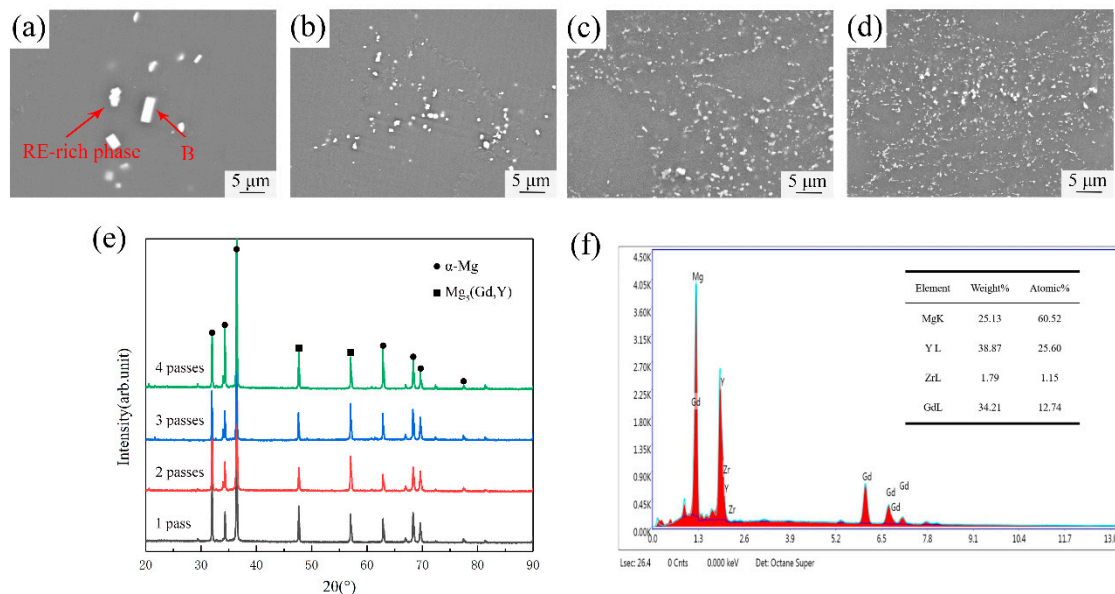 (a)
RE-rich phase
B
5 μm
(b)
5 μm
(c)
5 μm
(d)
5 μm
(e)
Intensity(arb.unit)
● α-Mg
■ Mg₅(Gd,Y)
4 passes
3 passes
2 passes
1 pass
20 30 40 50 60 70 80 90
2θ(°)
(f)
4.50K
4.05K
3.60K
3.15K
2.70K
2.25K
1.80K
1.35K
0.90K
0.45K
0.00K
Mg
Gd
Y
Zr
Y
Zr
Gd
Gd
Gd
Gd
Element Weight% Atomic%
MgK 25.13 60.52
Y L 38.87 25.60
ZrL 1.79 1.15
GdL 34.21 12.74
0.0 1.3 2.6 3.9 5.2 6.5 7.8 9.1 10.4 11.7 13.0
Lsec: 26.4 0 Cnts 0.000 keV Det: Octane Super